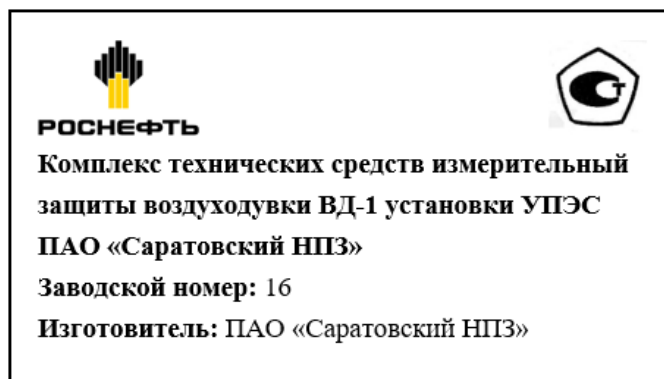 РОСНЕФТЬ
Комплекс технических средств измерительный
защиты воздуходувки ВД-1 установки УПЭС
ПАО «Саратовский НПЗ»
Заводской номер: 16
Изготовитель: ПАО «Саратовский НПЗ»